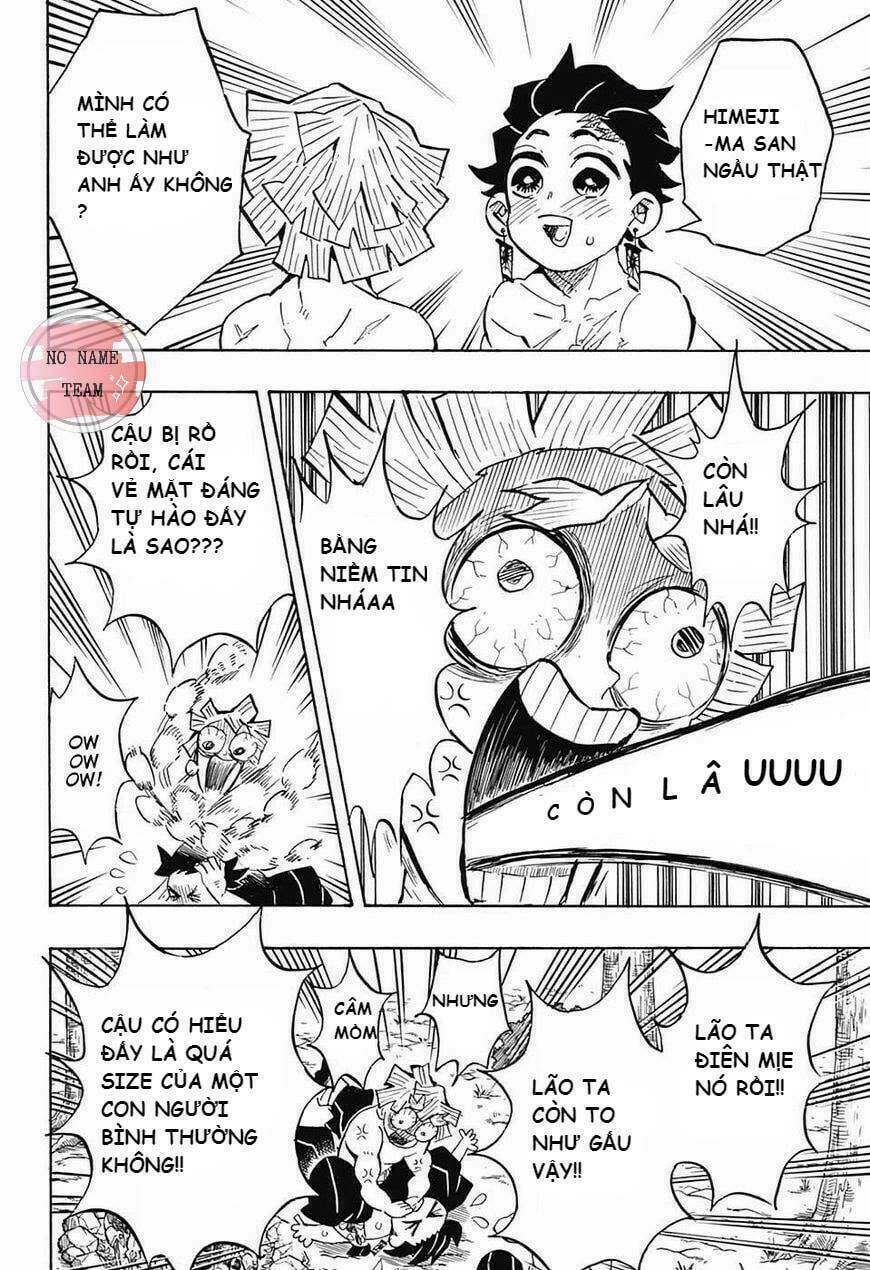 HIMEJI
-MA SAN
NGẦU THẬT
MÌNH CÓ
THỂ LÀM
ĐƯỢC NHƯ
ANH ẤY KHÔNG
?
NO NAME
TEAM
CÒN
LÂU
NHÁ!!
BẰNG
NIỀM TIN
NHÁAA
CÒN LÂUUUU
CẬU BỊ RỒ
RỒI, CÁI
VẺ MẶT ĐÁNG
TỰ HÀO ĐẤY
LÀ SAO???
OW
OW
OW!
LÃO TA
ĐIÊN MẸ
NÓ RỒI!!
LÃO TA
CÒN TO
NHƯ GẤU
VẬY!!
NHƯNG
CÂM
MỒM
CẬU CÓ HIỂU
ĐẤY LÀ QUÁ
SIZE CỦA MỘT
CON NGƯỜI
BÌNH THƯỜNG
KHÔNG!!